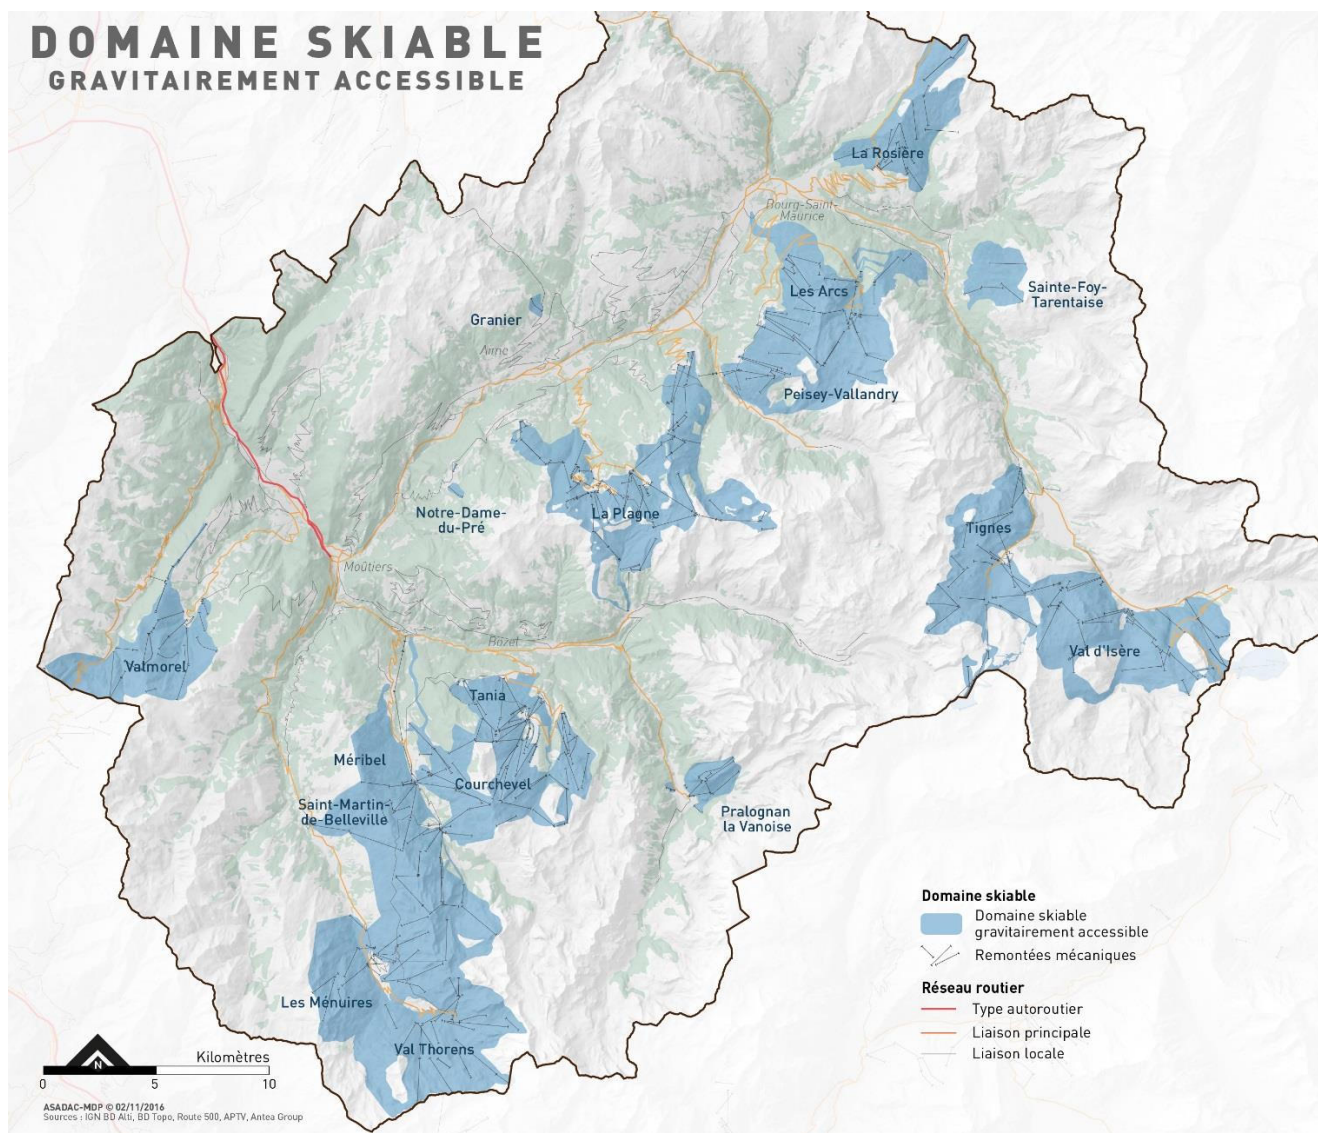 DOMAINE SKIABLE
GRAVITAIREMENT ACCESSIBLE
La Rosière
Bourg-Saint-
Maurice
Les Arcs
Sainte-Foy-
Tarentaise
Granier
Aime
Peisey-Vallandry
Notre-Dame-
du-Pré
La Plagne
Tignes
Moûtiers
Bozel
Val d'Isère
Valmorel
Tania
Méribel
Courchevel
Saint-Martin-
de-Belleville
Pralognan
la Vanoise
Les Ménuires
Val Thorens
Domaine skiable
Domaine skiable
gravitairement accessible
Remontées mécaniques
Réseau routier
Type autoroutier
Liaison principale
Liaison locale
N
Kilomètres
0 5 10
ASADAC-MDP © 02/11/2016
Sources : IGN BD Alti, BD Topo, Route 500, APTV, Antea Group